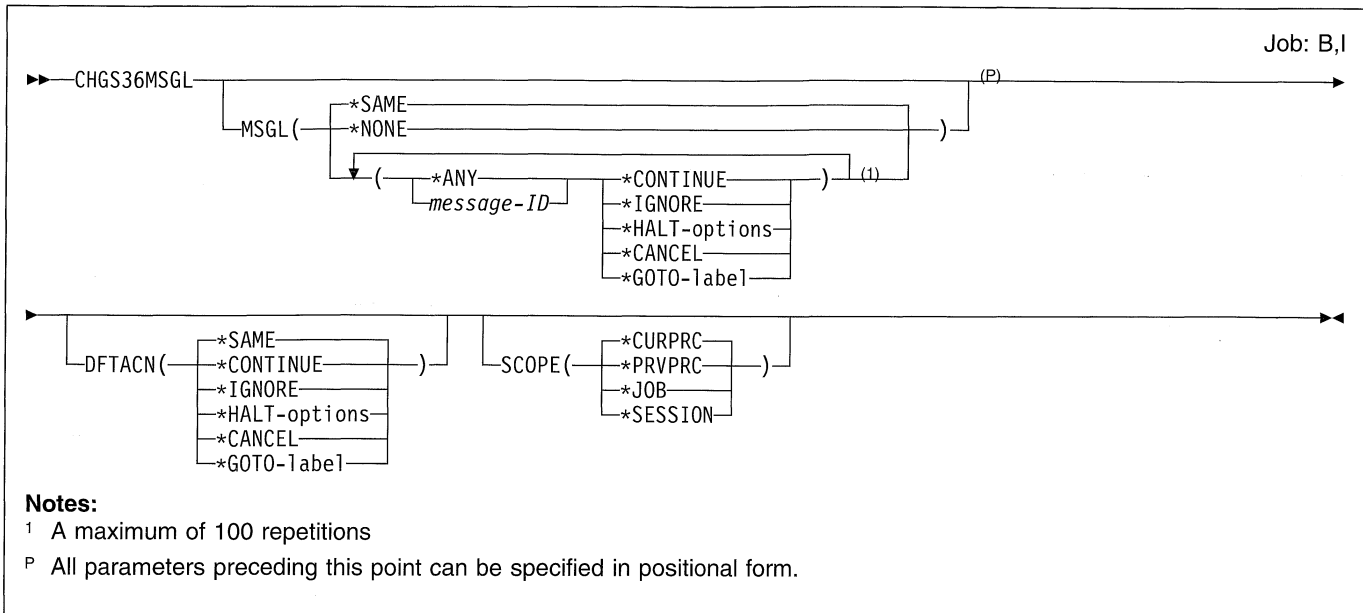 Job: B,I
CHGS36MSGL (P)
MSGL( *SAME
*NONE )
( *ANY *CONTINUE ) (1)
message-ID *IGNORE
*HALT-options
*CANCEL
*GOTO-label
DFTACN( *SAME ) SCOPE( *CURPRC )
*CONTINUE *PRVPRC
*IGNORE *JOB
*HALT-options *SESSION
*CANCEL
*GOTO-label
Notes:
1 A maximum of 100 repetitions
P All parameters preceding this point can be specified in positional form.